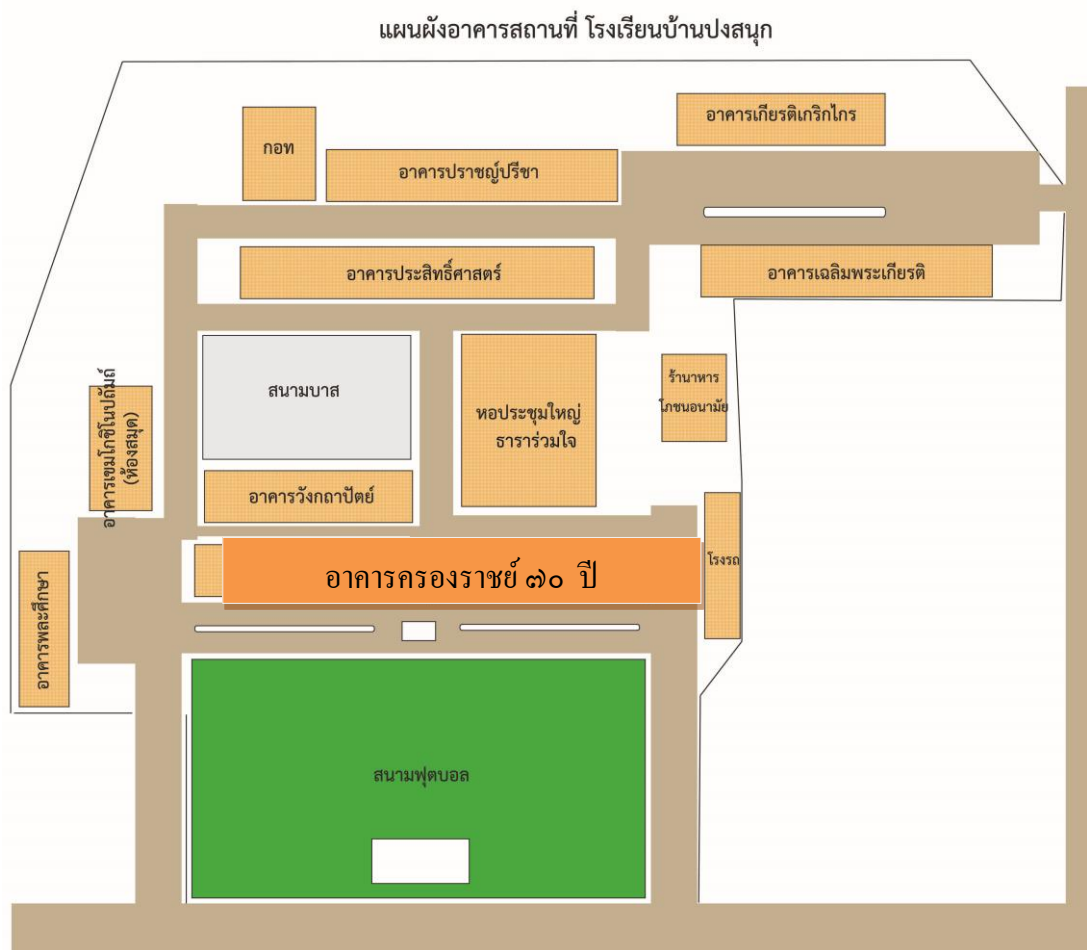 แผนผังอาคารสถานที่ โรงเรียนบ้านปงสนุก
อาคารเกียรติเกริกไกร
กอท
อาคารปราชญ์ปรีชา
อาคารประสิทธิ์ศาสตร์
อาคารเฉลิมพระเกียรติ
สนามบาส
หอประชุมใหญ่
ธาราร่วมใจ
ร้านาหาร
โภชนอนามัย
อาคารเขมโกชิโนปถัมถ์
(ห้องสมุด)
อาคารวังกถาปัตย์
อาคารครองราชย์ ๗๐ ปี
โรงรถ
อาคารพละศึกษา
สนามฟุตบอล